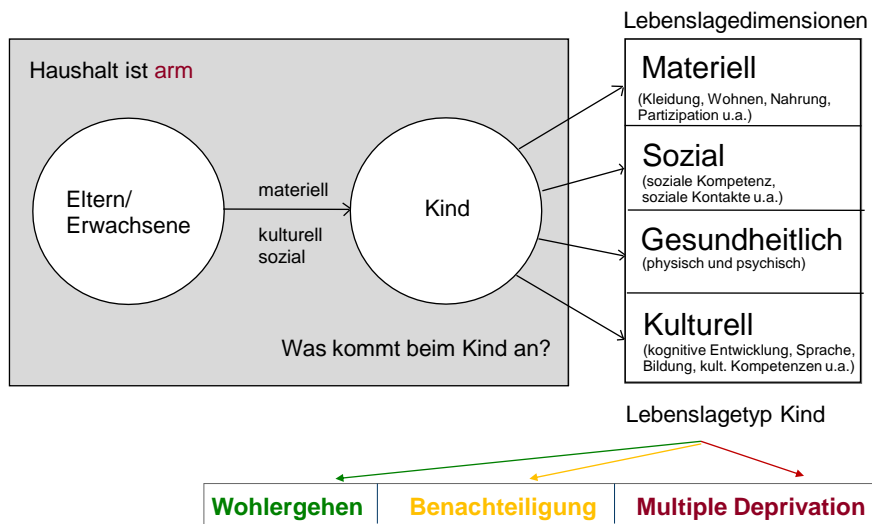 Lebenslagedimensionen
Haushalt ist arm
Eltern/
Erwachsene
materiell
kulturell
sozial
Kind
Was kommt beim Kind an?
Materiell
(Kleidung, Wohnen, Nahrung,
Partizipation u.a.)
Sozial
(soziale Kompetenz,
soziale Kontakte u.a.)
Gesundheitlich
(physisch und psychisch)
Kulturell
(kognitive Entwicklung, Sprache,
Bildung, kult. Kompetenzen u.a.)
Lebenslagetyp Kind
Wohlergehen
Benachteiligung
Multiple Deprivation